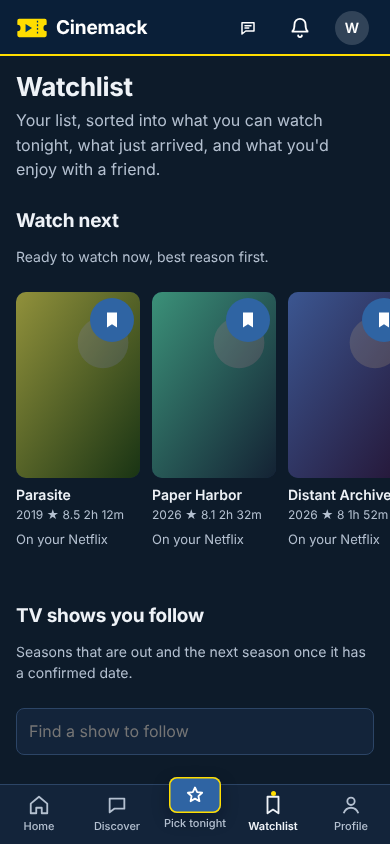 Cinemack
W
Watchlist
Your list, sorted into what you can watch
tonight, what just arrived, and what you'd
enjoy with a friend.
Watch next
Ready to watch now, best reason first.
Parasite
2019 ★ 8.5 2h 12m
On your Netflix
Paper Harbor
2026 ★ 8.1 2h 32m
On your Netflix
Distant Archive
2026 ★ 8 1h 52m
On your Netflix
TV shows you follow
Seasons that are out and the next season once it has
a confirmed date.
Find a show to follow
Home
Discover
Pick tonight
Watchlist
Profile